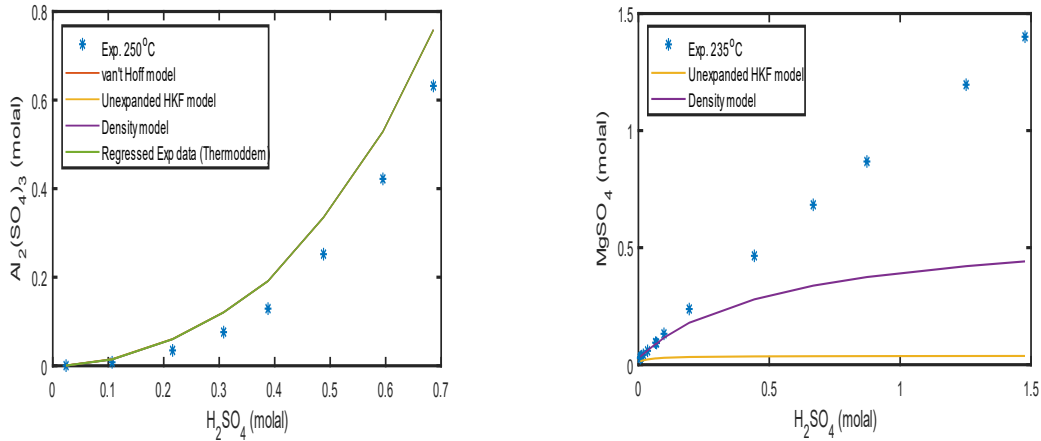 0.8
0.6
0.4
0.2
0
0
0.1
0.2
0.3
0.4
0.5
0.6
0.7
Al₂(SO₄)₃ (molal)
H₂SO₄ (molal)
Exp. 250°C
van't Hoff model
Unexpanded HKF model
Density model
Regressed Exp data (Thermoddem)
1.5
1
0.5
0
0
0.5
1
1.5
MgSO₄ (molal)
H₂SO₄ (molal)
Exp. 235°C
Unexpanded HKF model
Density model